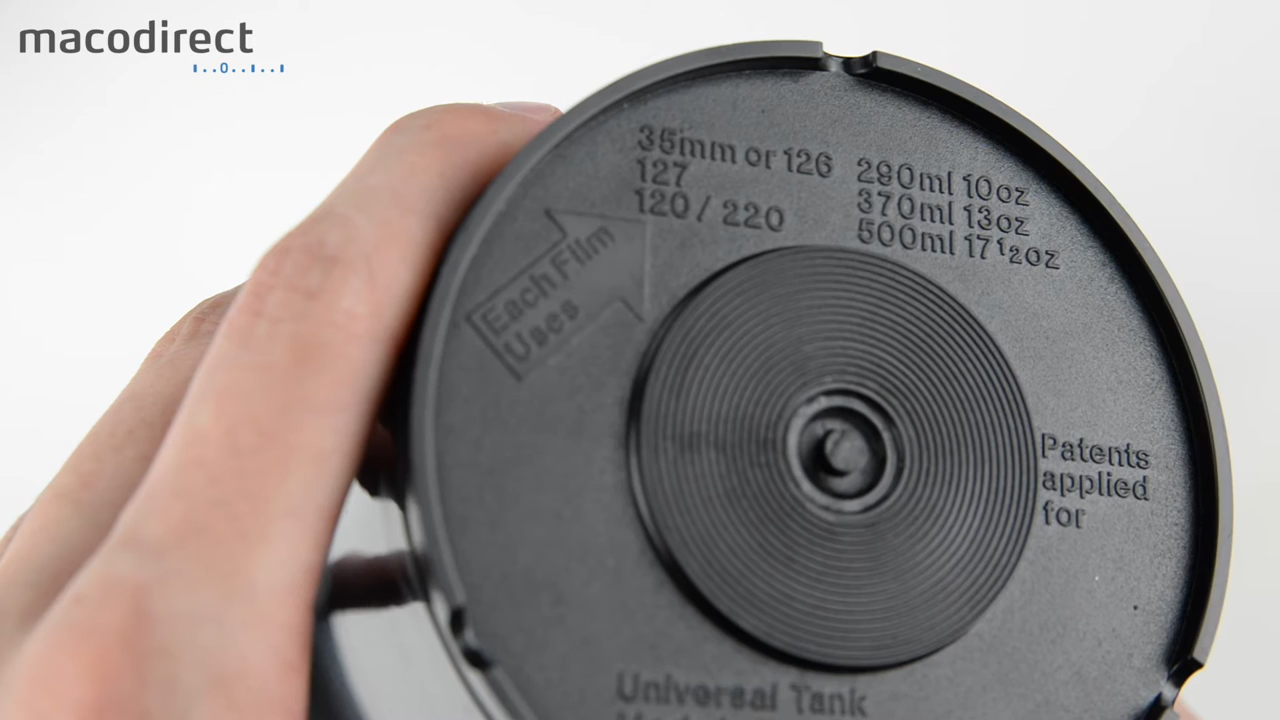 macodirect
35mm or 126 290ml 10oz
127 370ml 13oz
120 / 220 500ml 17½oz
Each Film
Uses
Patents
applied
for
Universal Tank